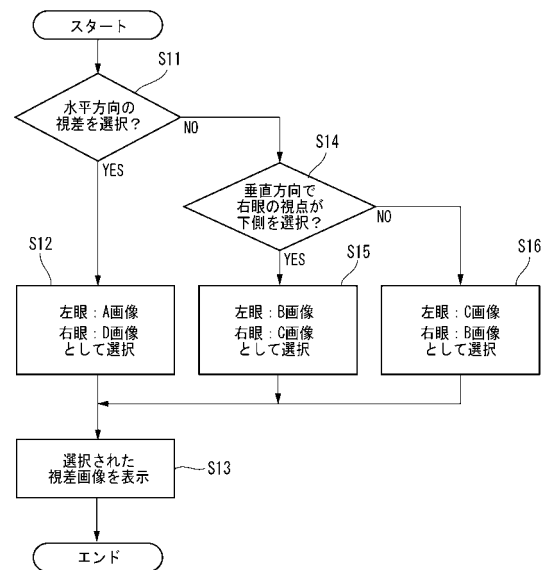 スタート
S11
水平方向の
視差を選択?
NO
YES
S14
垂直方向で
右眼の視点が
下側を選択?
NO
YES
S12
左眼:A画像
右眼:D画像
として選択
S15
左眼:B画像
右眼:C画像
として選択
S16
左眼:C画像
右眼:B画像
として選択
選択された
視差画像を表示
S13
エンド